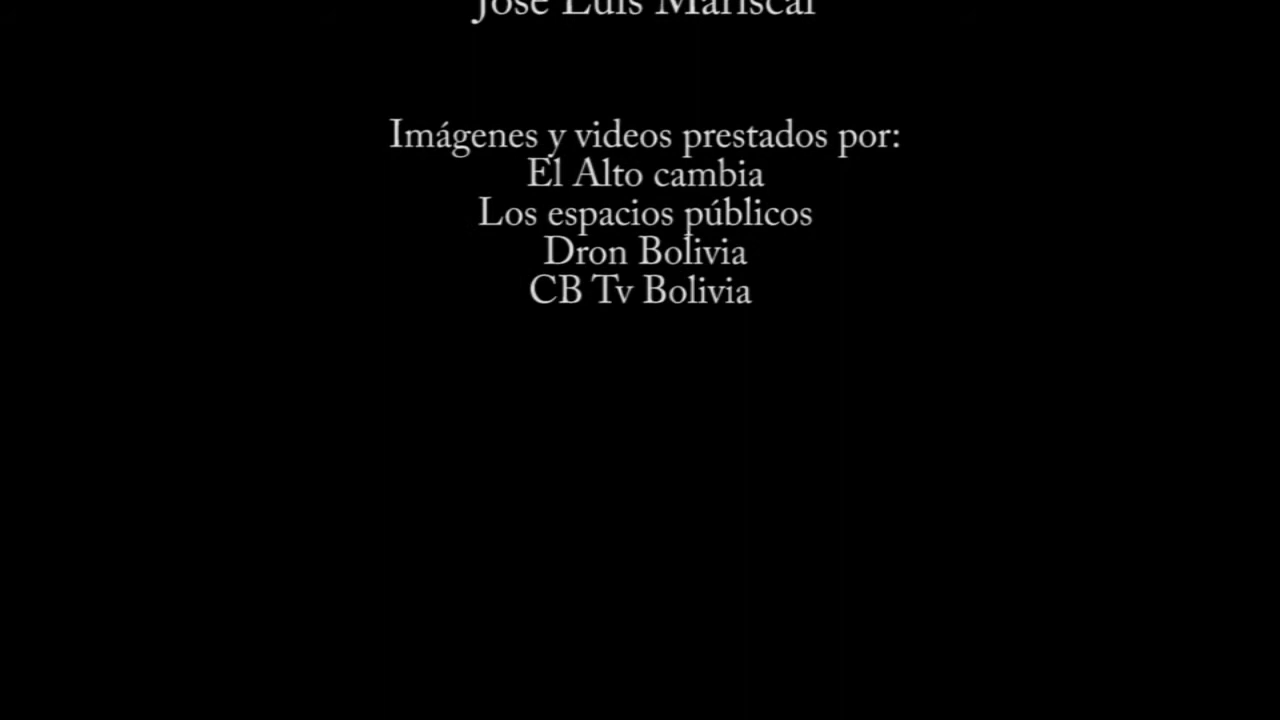 José Luis Mariscal
Imágenes y videos prestados por:
El Alto cambia
Los espacios públicos
Dron Bolivia
CB Tv Bolivia